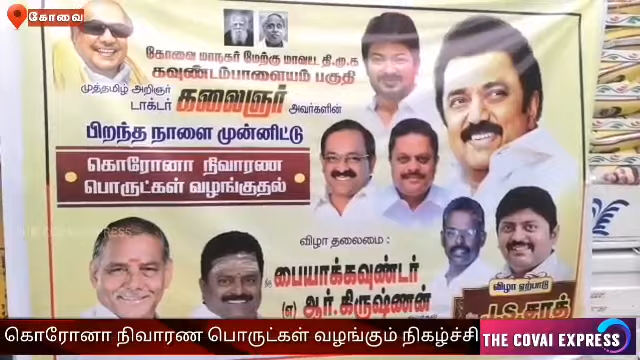 கோவை
கோவை மாநகர் மேற்கு மாவட்ட தி.மு.க
கவுண்டம்பாளையம் பகுதி
முத்தமிழ் அறிஞர்
டாக்டர் கலைஞர் அவர்களின்
பிறந்த நாளை முன்னிட்டு
கொரோனா நிவாரண
பொருட்கள் வழங்குதல்
விழா தலைமை :
பையாக்கவுண்டர்
(எ) ஆர்.கிருஷ்ணன்
விழா ஏற்பாடு
கொரோனா நிவாரண பொருட்கள் வழங்கும் நிகழ்ச்சி
THE COVAI EXPRESS